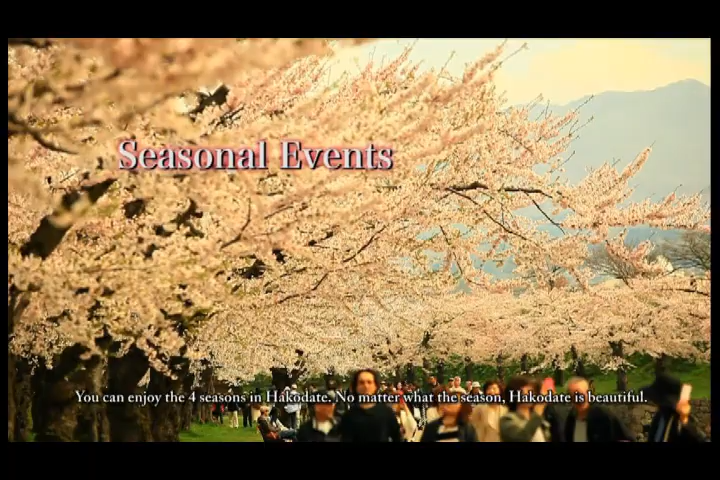 Seasonal Events
You can enjoy the 4 seasons in Hakodate. No matter what the season, Hakodate is beautiful.